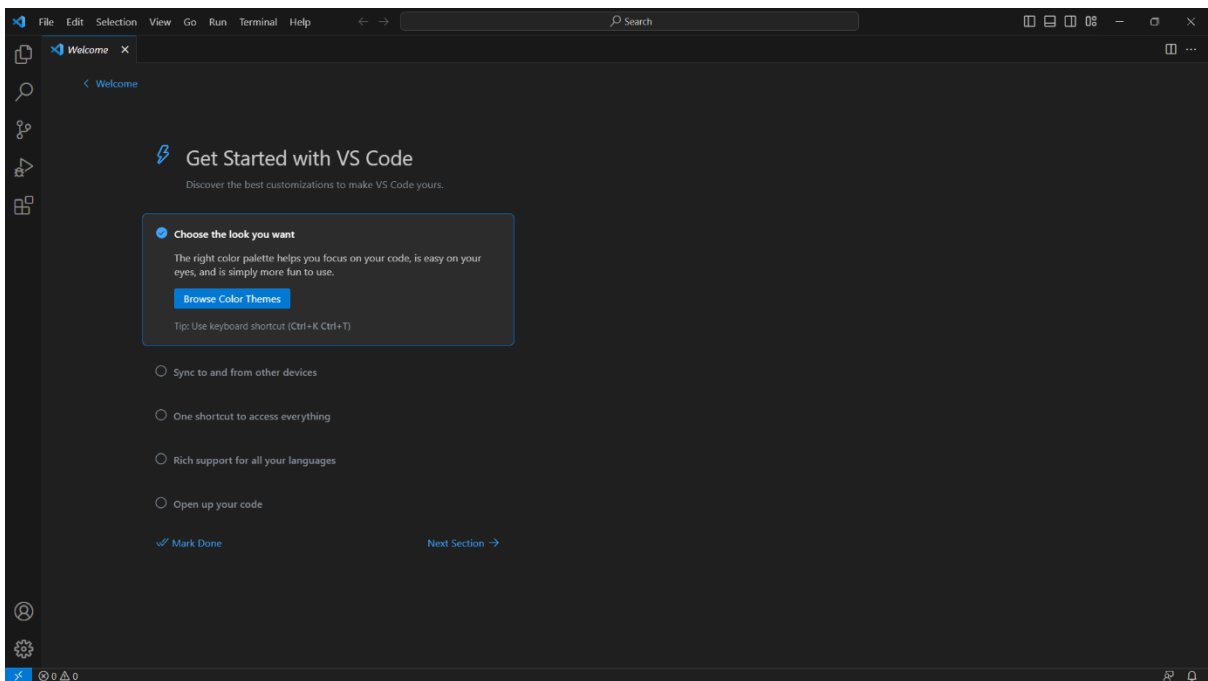 File Edit Selection View Go Run Terminal Help Search
Welcome
Welcome
Get Started with VS Code
Discover the best customizations to make VS Code yours.
Choose the look you want
The right color palette helps you focus on your code, is easy on your
eyes, and is simply more fun to use.
Browse Color Themes
Tip: Use keyboard shortcut (Ctrl+K Ctrl+T)
Sync to and from other devices
One shortcut to access everything
Rich support for all your languages
Open up your code
Mark Done Next Section
0 0